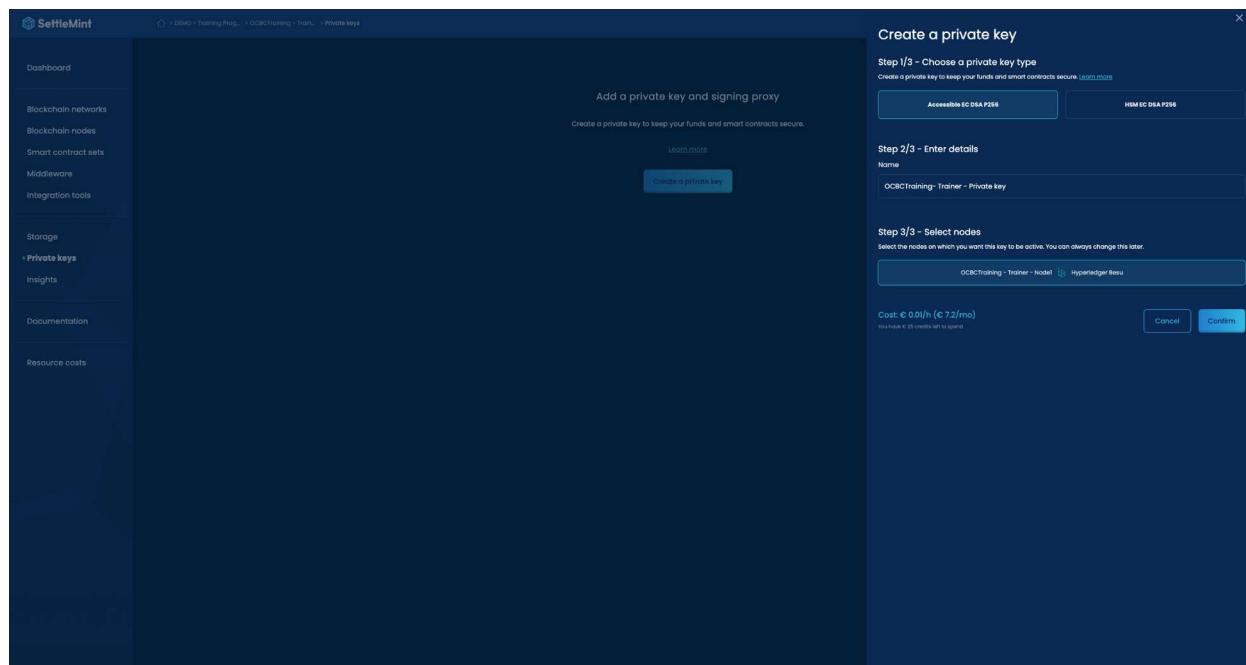 SettleMint
> DEMO - Training Prog... > OCBCTraining - Train... > Private keys
Dashboard
Blockchain networks
Blockchain nodes
Smart contract sets
Middleware
Integration tools
Storage
Private keys
Insights
Documentation
Resource costs
Add a private key and signing proxy
Create a private key to keep your funds and smart contracts secure.
Learn more
Create a private key
Create a private key
Step 1/3 - Choose a private key type
Create a private key to keep your funds and smart contracts secure. Learn more
Accessible EC DSA P256
HSM EC DSA P256
Step 2/3 - Enter details
Name
OCBCTraining- Trainer - Private key
Step 3/3 - Select nodes
Select the nodes on which you want this key to be active. You can always change this later.
OCBCTraining - Trainer - Node1 Hyperledger Besu
Cost: € 0.01/h (€ 7.2/mo)
You have € 25 credits left to spend.
Cancel
Confirm